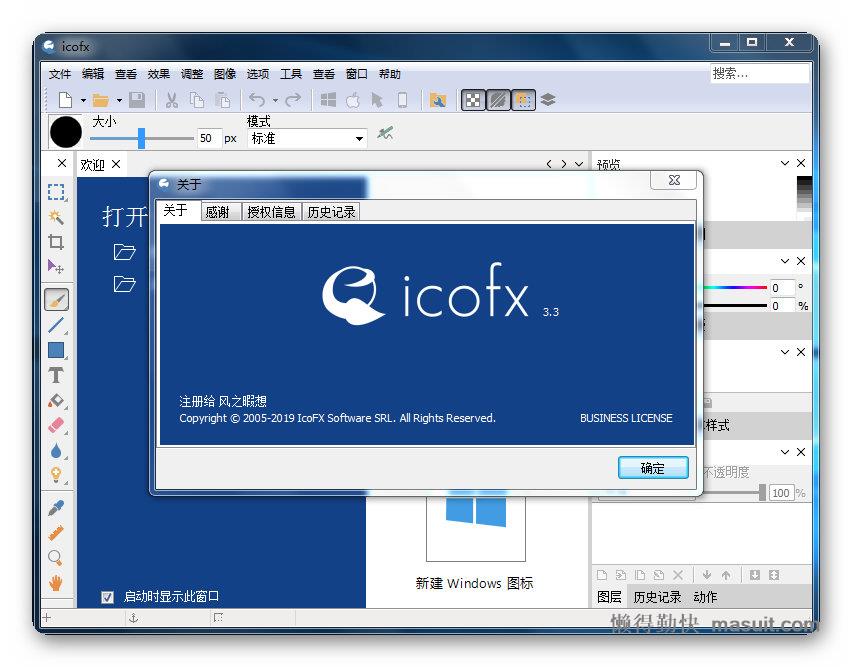 icofx
文件 编辑 查看 效果 调整 图像 选项 工具 查看 窗口 帮助
搜索...
大小
50 px
模式
标准
欢迎
预览
打开
关于
关于 感谢 授权信息 历史记录
icofx 3.3
0 °
0 %
注册给 风之暇想
Copyright © 2005-2019 IcoFX Software SRL. All Rights Reserved.
BUSINESS LICENSE
样式
确定
不透明度
100 %
新建 Windows 图标
启动时显示此窗口
图层 历史记录 动作
懒得勤快 masuit.com